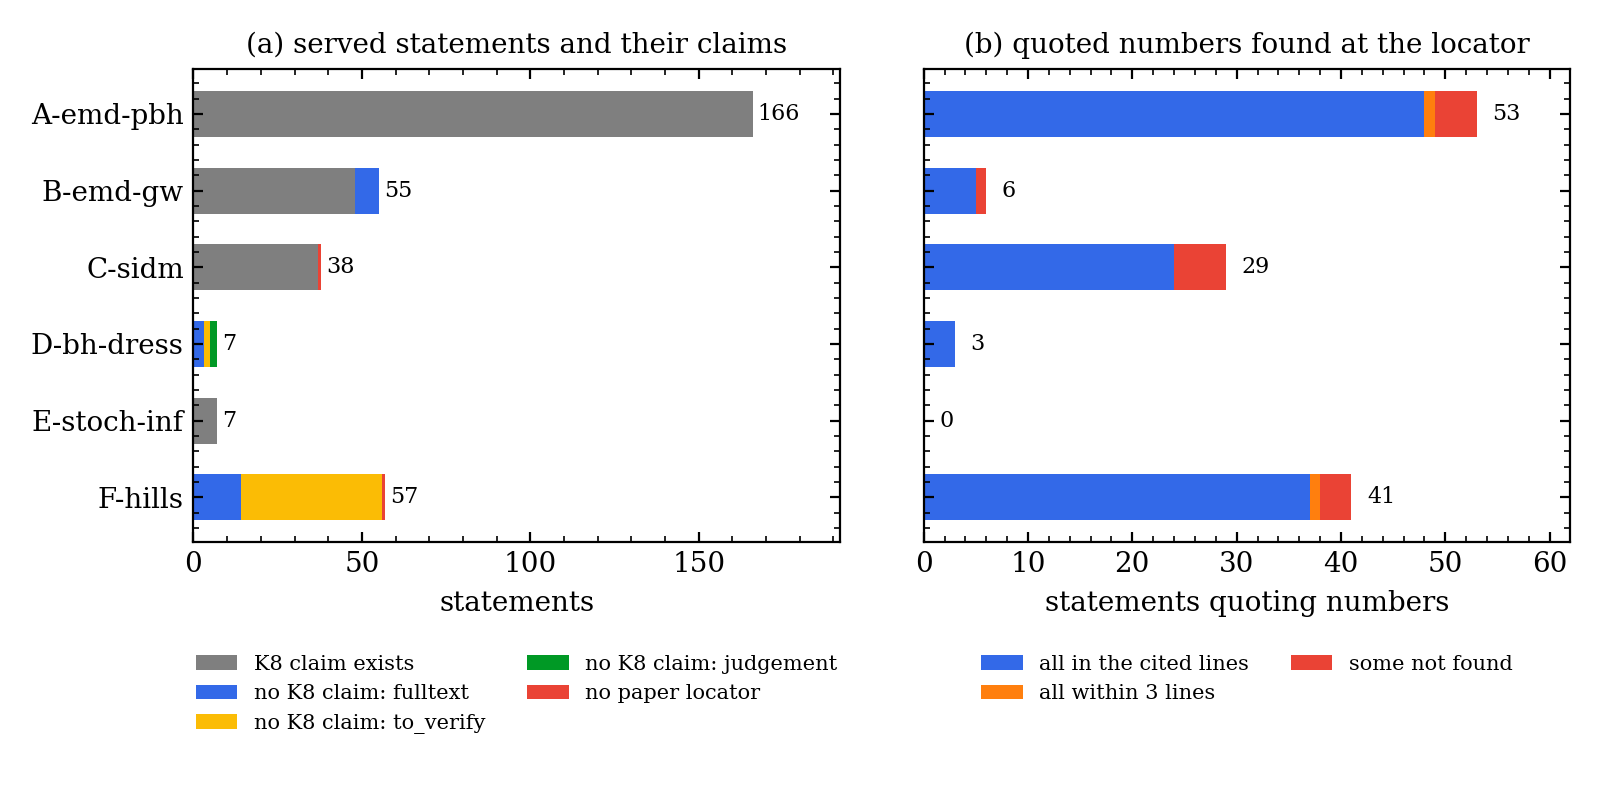 (a) served statements and their claims
A-emd-pbh
166
B-emd-gw
55
C-sidm
38
D-bh-dress
7
E-stoch-inf
7
F-hills
57
0 50 100 150
statements
K8 claim exists
no K8 claim: fulltext
no K8 claim: to_verify
no K8 claim: judgement
no paper locator
(b) quoted numbers found at the locator
53
6
29
3
0
41
0 10 20 30 40 50 60
statements quoting numbers
all in the cited lines
all within 3 lines
some not found